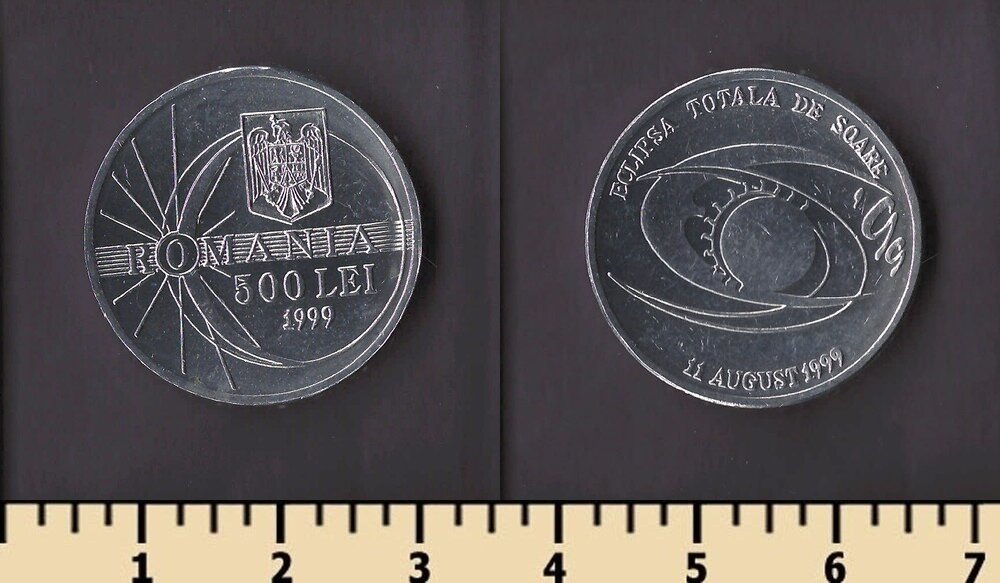 ROMANIA
500 LEI
1999
ECLIPSA TOTALA DE SOARE
11 AUGUST 1999
1 2 3 4 5 6 7